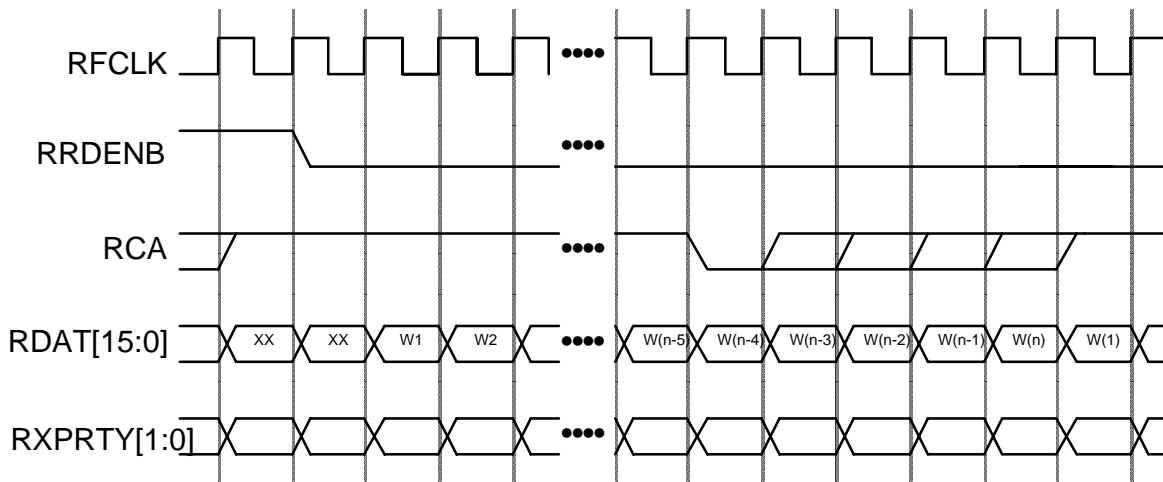 RFCLK
RRDENB
RCA
RDAT[15:0] XX XX W1 W2 W(n-5) W(n-4) W(n-3) W(n-2) W(n-1) W(n) W(1)
RXPRTY[1:0]